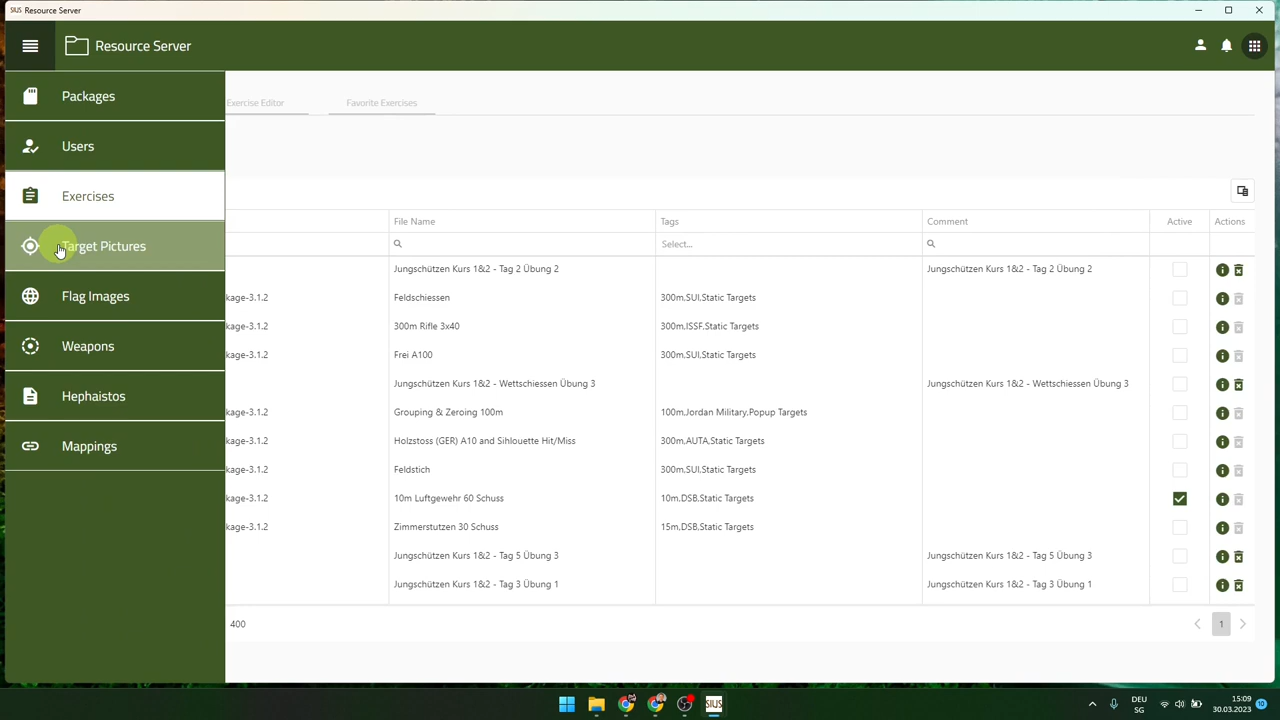 SIUS Resource Server
Resource Server
Packages
Users
Exercises
Target Pictures
Flag Images
Weapons
Hephaistos
Mappings
Exercise Editor
Favorite Exercises
File Name
Tags
Comment
Active
Actions
Select...
Jungschützen Kurs 1&2 - Tag 2 Übung 2
Jungschützen Kurs 1&2 - Tag 2 Übung 2
kage-3.1.2
Feldschiessen
300m,SUI,Static Targets
kage-3.1.2
300m Rifle 3x40
300m,ISSF,Static Targets
kage-3.1.2
Frei A100
300m,SUI,Static Targets
Jungschützen Kurs 1&2 - Wettschiessen Übung 3
Jungschützen Kurs 1&2 - Wettschiessen Übung 3
kage-3.1.2
Grouping & Zeroing 100m
100m,Jordan Military,Popup Targets
kage-3.1.2
Holzstoss (GER) A10 and Sihlouette Hit/Miss
300m,AUTA,Static Targets
kage-3.1.2
Feldstich
300m,SUI,Static Targets
kage-3.1.2
10m Luftgewehr 60 Schuss
10m,DSB,Static Targets
kage-3.1.2
Zimmerstutzen 30 Schuss
15m,DSB,Static Targets
Jungschützen Kurs 1&2 - Tag 5 Übung 3
Jungschützen Kurs 1&2 - Tag 5 Übung 3
Jungschützen Kurs 1&2 - Tag 3 Übung 1
Jungschützen Kurs 1&2 - Tag 3 Übung 1
400
1
SIUS
DEU
SG
15:09
30.03.2023